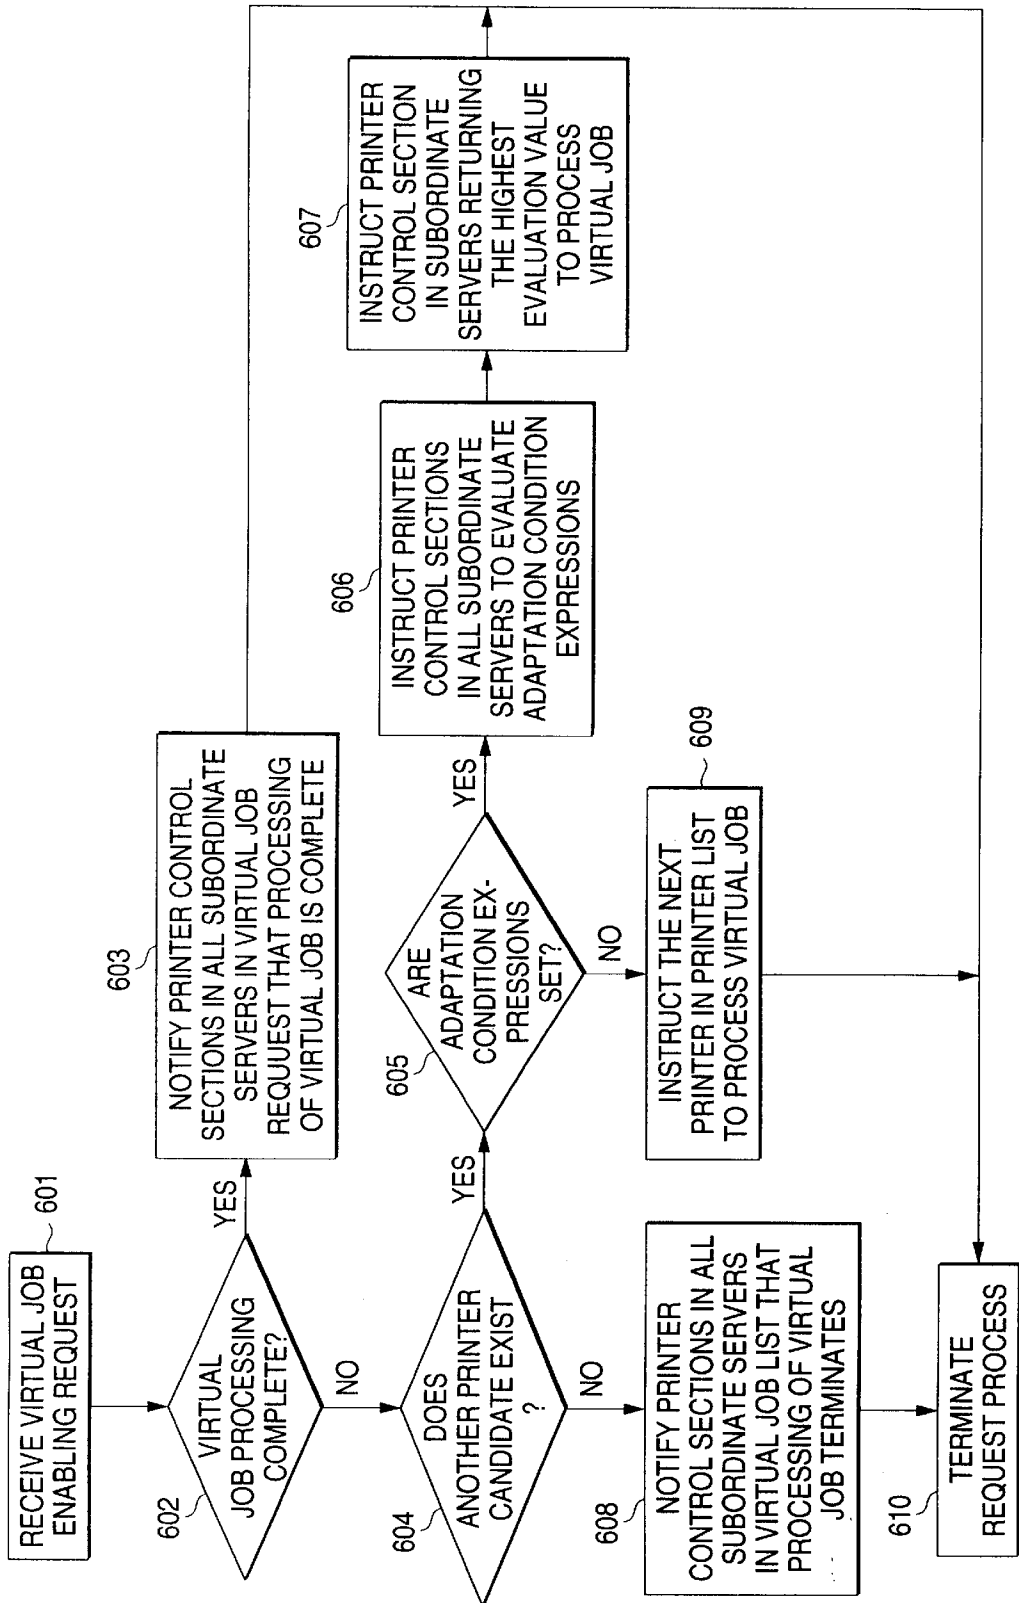 601
RECEIVE VIRTUAL JOB
ENABLING REQUEST
602
VIRTUAL
JOB PROCESSING
COMPLETE?
YES
NO
603
NOTIFY PRINTER CONTROL
SECTIONS IN ALL SUBORDINATE
SERVERS IN VIRTUAL JOB
REQUEST THAT PROCESSING
OF VIRTUAL JOB IS COMPLETE
604
DOES
ANOTHER PRINTER
CANDIDATE EXIST
?
YES
NO
605
ARE
ADAPTATION
CONDITION EX-
PRESSIONS
SET?
YES
NO
606
INSTRUCT PRINTER
CONTROL SECTIONS
IN ALL SUBORDINATE
SERVERS TO EVALUATE
ADAPTATION CONDITION
EXPRESSIONS
607
INSTRUCT PRINTER
CONTROL SECTION
IN SUBORDINATE
SERVERS RETURNING
THE HIGHEST
EVALUATION VALUE
TO PROCESS
VIRTUAL JOB
608
NOTIFY PRINTER
CONTROL SECTIONS IN ALL
SUBORDINATE SERVERS
IN VIRTUAL JOB LIST THAT
PROCESSING OF VIRTUAL
JOB TERMINATES
609
INSTRUCT THE NEXT
PRINTER IN PRINTER LIST
TO PROCESS VIRTUAL JOB
610
TERMINATE
REQUEST PROCESS